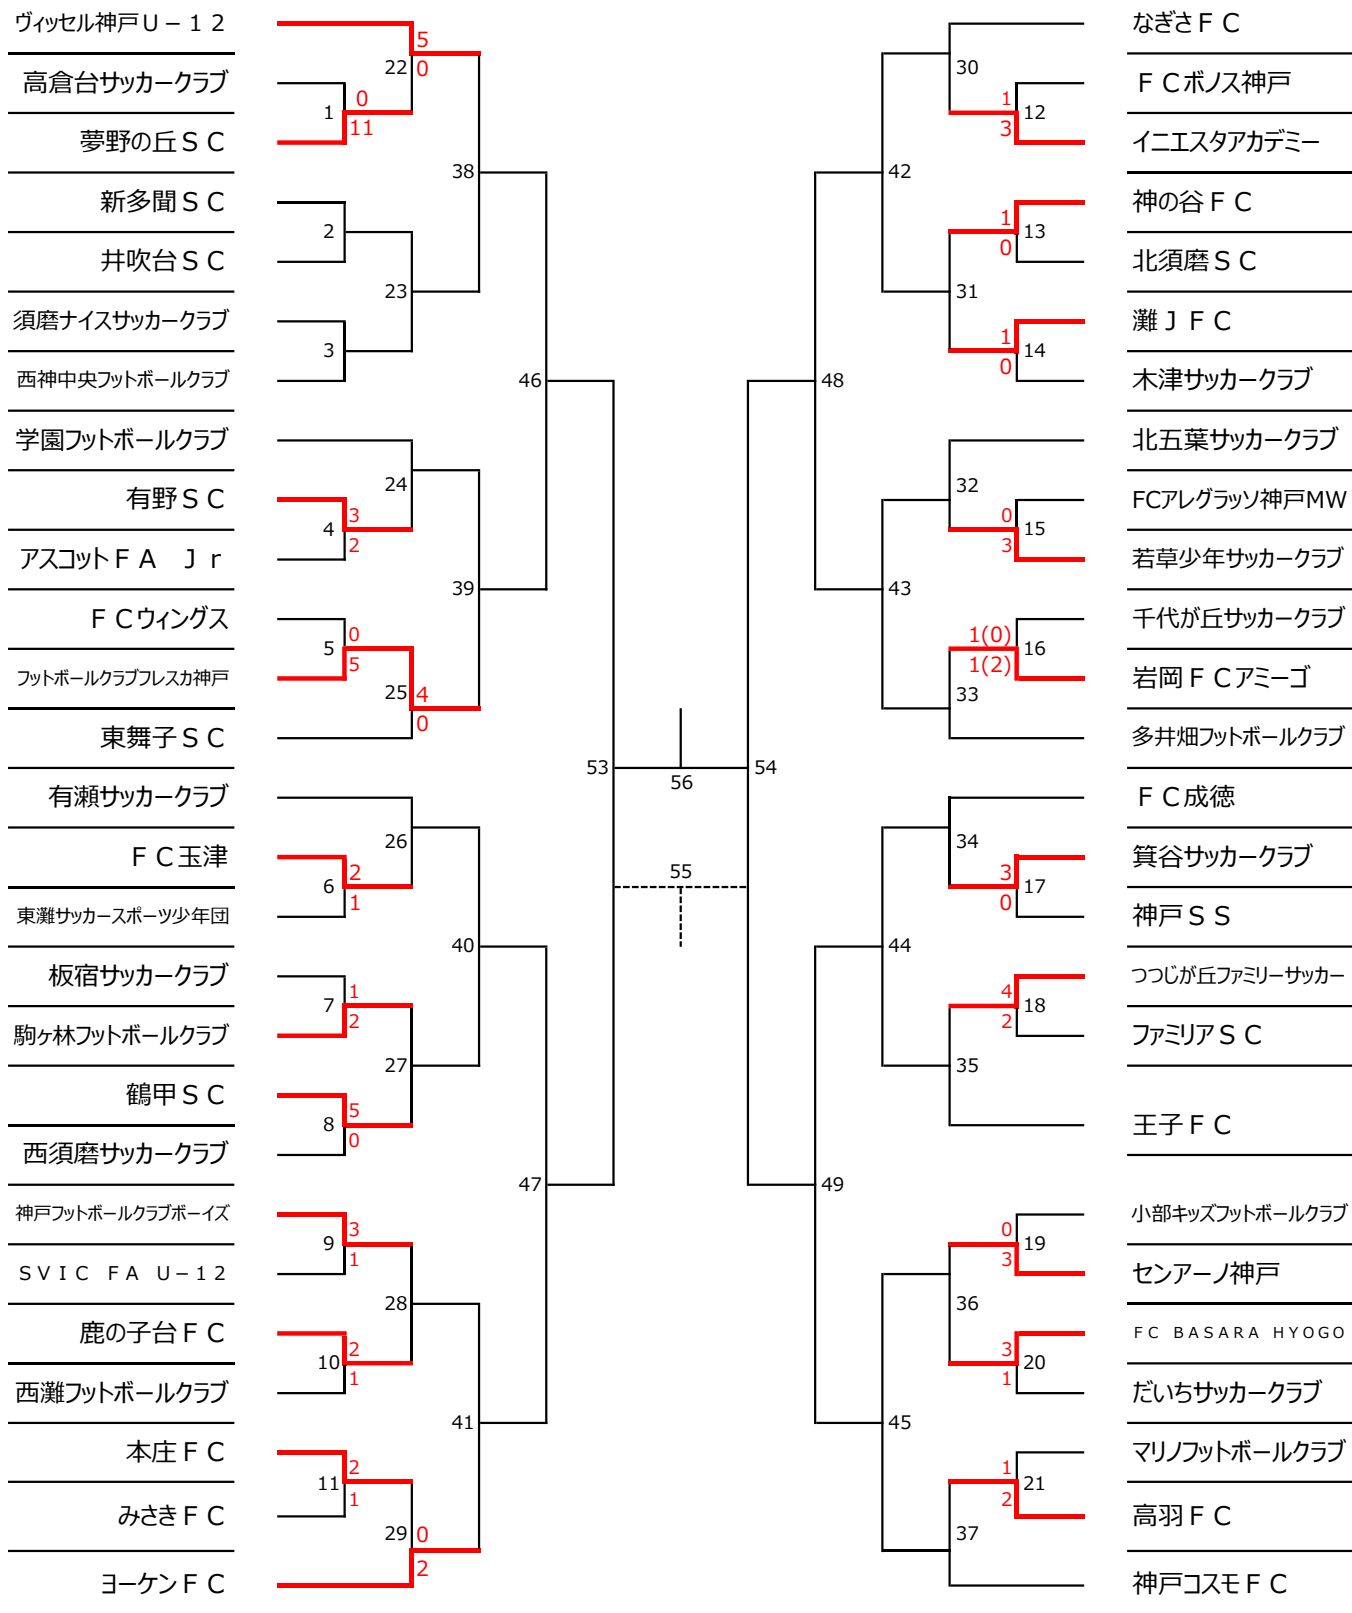 ヴィッセル神戸U－１２
高倉台サッカークラブ
夢野の丘ＳＣ
新多聞ＳＣ
井吹台ＳＣ
須磨ナイスサッカークラブ
西神中央フットボールクラブ
学園フットボールクラブ
有野ＳＣ
アスコットＦＡ　Ｊｒ
ＦＣウィングス
フットボールクラブフレスカ神戸
東舞子ＳＣ
有瀬サッカークラブ
ＦＣ玉津
東灘サッカースポーツ少年団
板宿サッカークラブ
駒ヶ林フットボールクラブ
鶴甲ＳＣ
西須磨サッカークラブ
神戸フットボールクラブボーイズ
ＳＶＩＣ　ＦＡ　Ｕ－１２
鹿の子台ＦＣ
西灘フットボールクラブ
本庄ＦＣ
みさきＦＣ
ヨーケンＦＣ
1
0
11
2
3
4
3
2
5
0
5
6
2
1
7
1
2
8
5
0
9
3
1
10
2
1
11
2
1
22
5
0
23
24
25
4
0
26
27
28
29
0
2
38
39
40
41
46
47
53
56
55
54
48
49
42
43
44
45
30
31
32
33
34
35
36
37
1
3
12
1
0
13
1
0
14
0
3
15
1(0)
1(2)
16
3
0
17
4
2
18
0
3
19
3
1
20
1
2
21
なぎさＦＣ
ＦＣボノス神戸
イニエスタアカデミー
神の谷ＦＣ
北須磨ＳＣ
灘ＪＦＣ
木津サッカークラブ
北五葉サッカークラブ
FCアレグラッソ神戸MW
若草少年サッカークラブ
千代が丘サッカークラブ
岩岡ＦＣアミーゴ
多井畑フットボールクラブ
ＦＣ成徳
箕谷サッカークラブ
神戸ＳＳ
つつじが丘ファミリーサッカー
ファミリアＳＣ
王子ＦＣ
小部キッズフットボールクラブ
センアーノ神戸
ＦＣ　ＢＡＳＡＲＡ　ＨＹＯＧＯ
だいちサッカークラブ
マリノフットボールクラブ
高羽ＦＣ
神戸コスモＦＣ